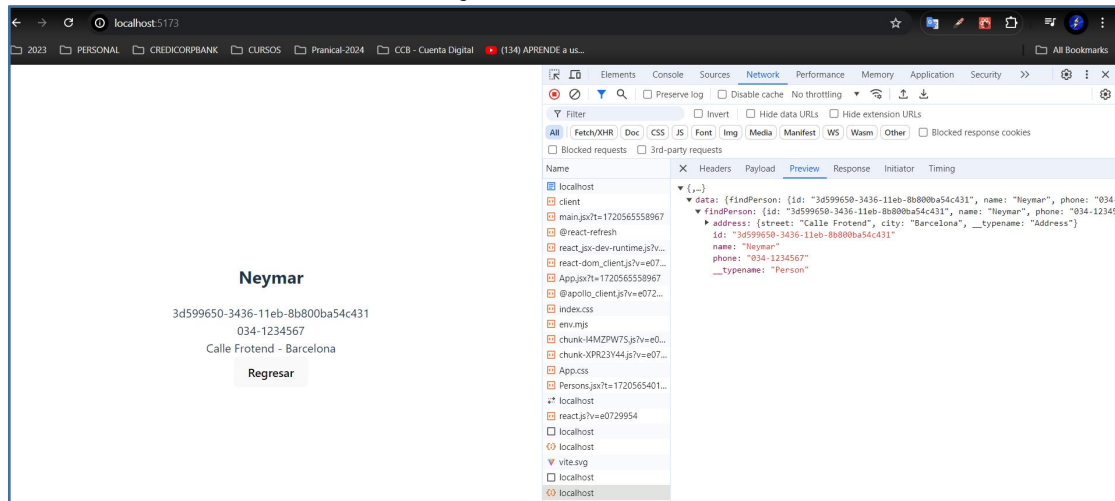 localhost:5173
2023 PERSONAL CREDICORPBANK CURSOS Pranical-2024 CCB - Cuenta Digital (134) APRENDE a us... All Bookmarks
Elements Console Sources Network Performance Memory Application Security
Preserve log Disable cache No throttling
Filter Invert Hide data URLs Hide extension URLs
All Fetch/XHR Doc CSS JS Font Img Media Manifest WS Wasm Other Blocked response cookies
Blocked requests 3rd-party requests
Name Headers Payload Preview Response Initiator Timing
localhost
client
main.jsx?t=1720565558967
@react-refresh
react_jsx-dev-runtime.js?v...
react-dom_client.js?v=e07...
App.jsx?t=1720565558967
@apollo_client.js?v=e072...
index.css
env.mjs
chunk-I4MZPW7S.js?v=e0...
chunk-XPR23Y44.js?v=e07...
App.css
Persons.jsx?t=1720565401...
localhost
react.js?v=e0729954
localhost
localhost
vite.svg
localhost
localhost
{,…}
data: {findPerson: {id: "3d599650-3436-11eb-8b800ba54c431", name: "Neymar", phone: "034-
findPerson: {id: "3d599650-3436-11eb-8b800ba54c431", name: "Neymar", phone: "034-12345
address: {street: "Calle Frotend", city: "Barcelona", __typename: "Address"}
id: "3d599650-3436-11eb-8b800ba54c431"
name: "Neymar"
phone: "034-1234567"
__typename: "Person"
Neymar
3d599650-3436-11eb-8b800ba54c431
034-1234567
Calle Frotend - Barcelona
Regresar